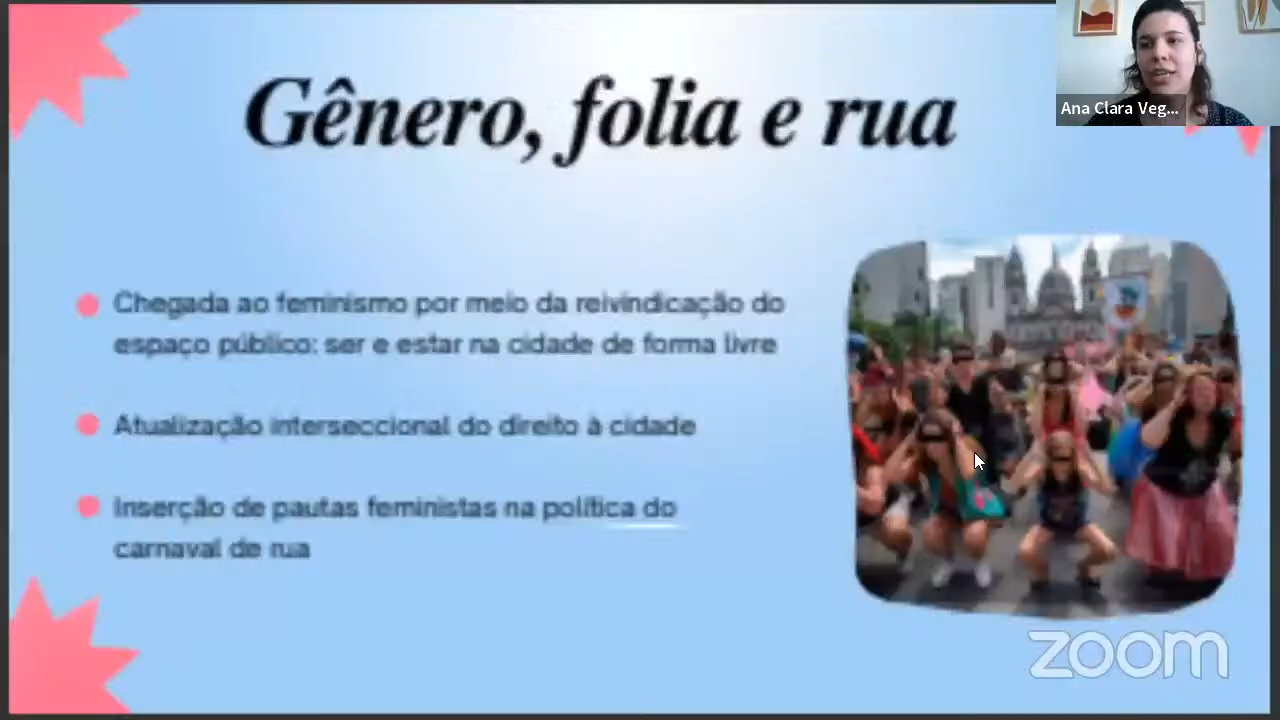 Gênero, folia e rua
Ana Clara Veg...
Chegada ao feminismo por meio da reivindicação do
espaço público: ser e estar na cidade de forma livre
Atualização interseccional do direito à cidade
Inserção de pautas feministas na política do
carnaval de rua
zoom